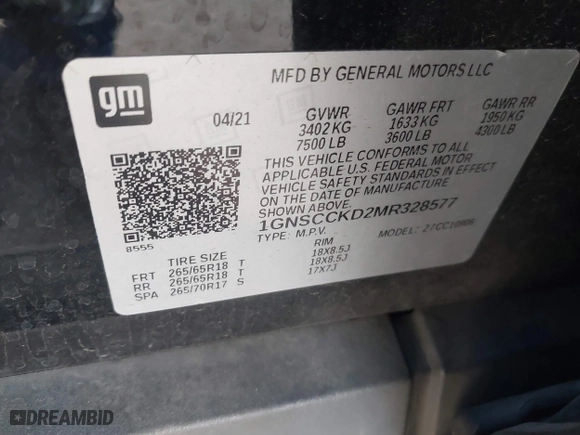 gm
MFD BY GENERAL MOTORS LLC
04/21 GVWR GAWR FRT GAWR RR
3402 KG 1633 KG 1950 KG
7500 LB 3600 LB 4300 LB
THIS VEHICLE CONFORMS TO ALL
APPLICABLE U.S. FEDERAL MOTOR
VEHICLE SAFETY STANDARDS IN EFFECT
ON THE DATE OF MANUFACTURE
SHOWN ABOVE.
1GNSCCKD2MR328577
TYPE: M.P.V. MODEL: 27CC10906
8555
TIRE SIZE RIM
FRT 265/65R18 T 18X8.5J
RR 265/65R18 T 18X8.5J
SPA 265/70R17 S 17X7J
DREAMBID